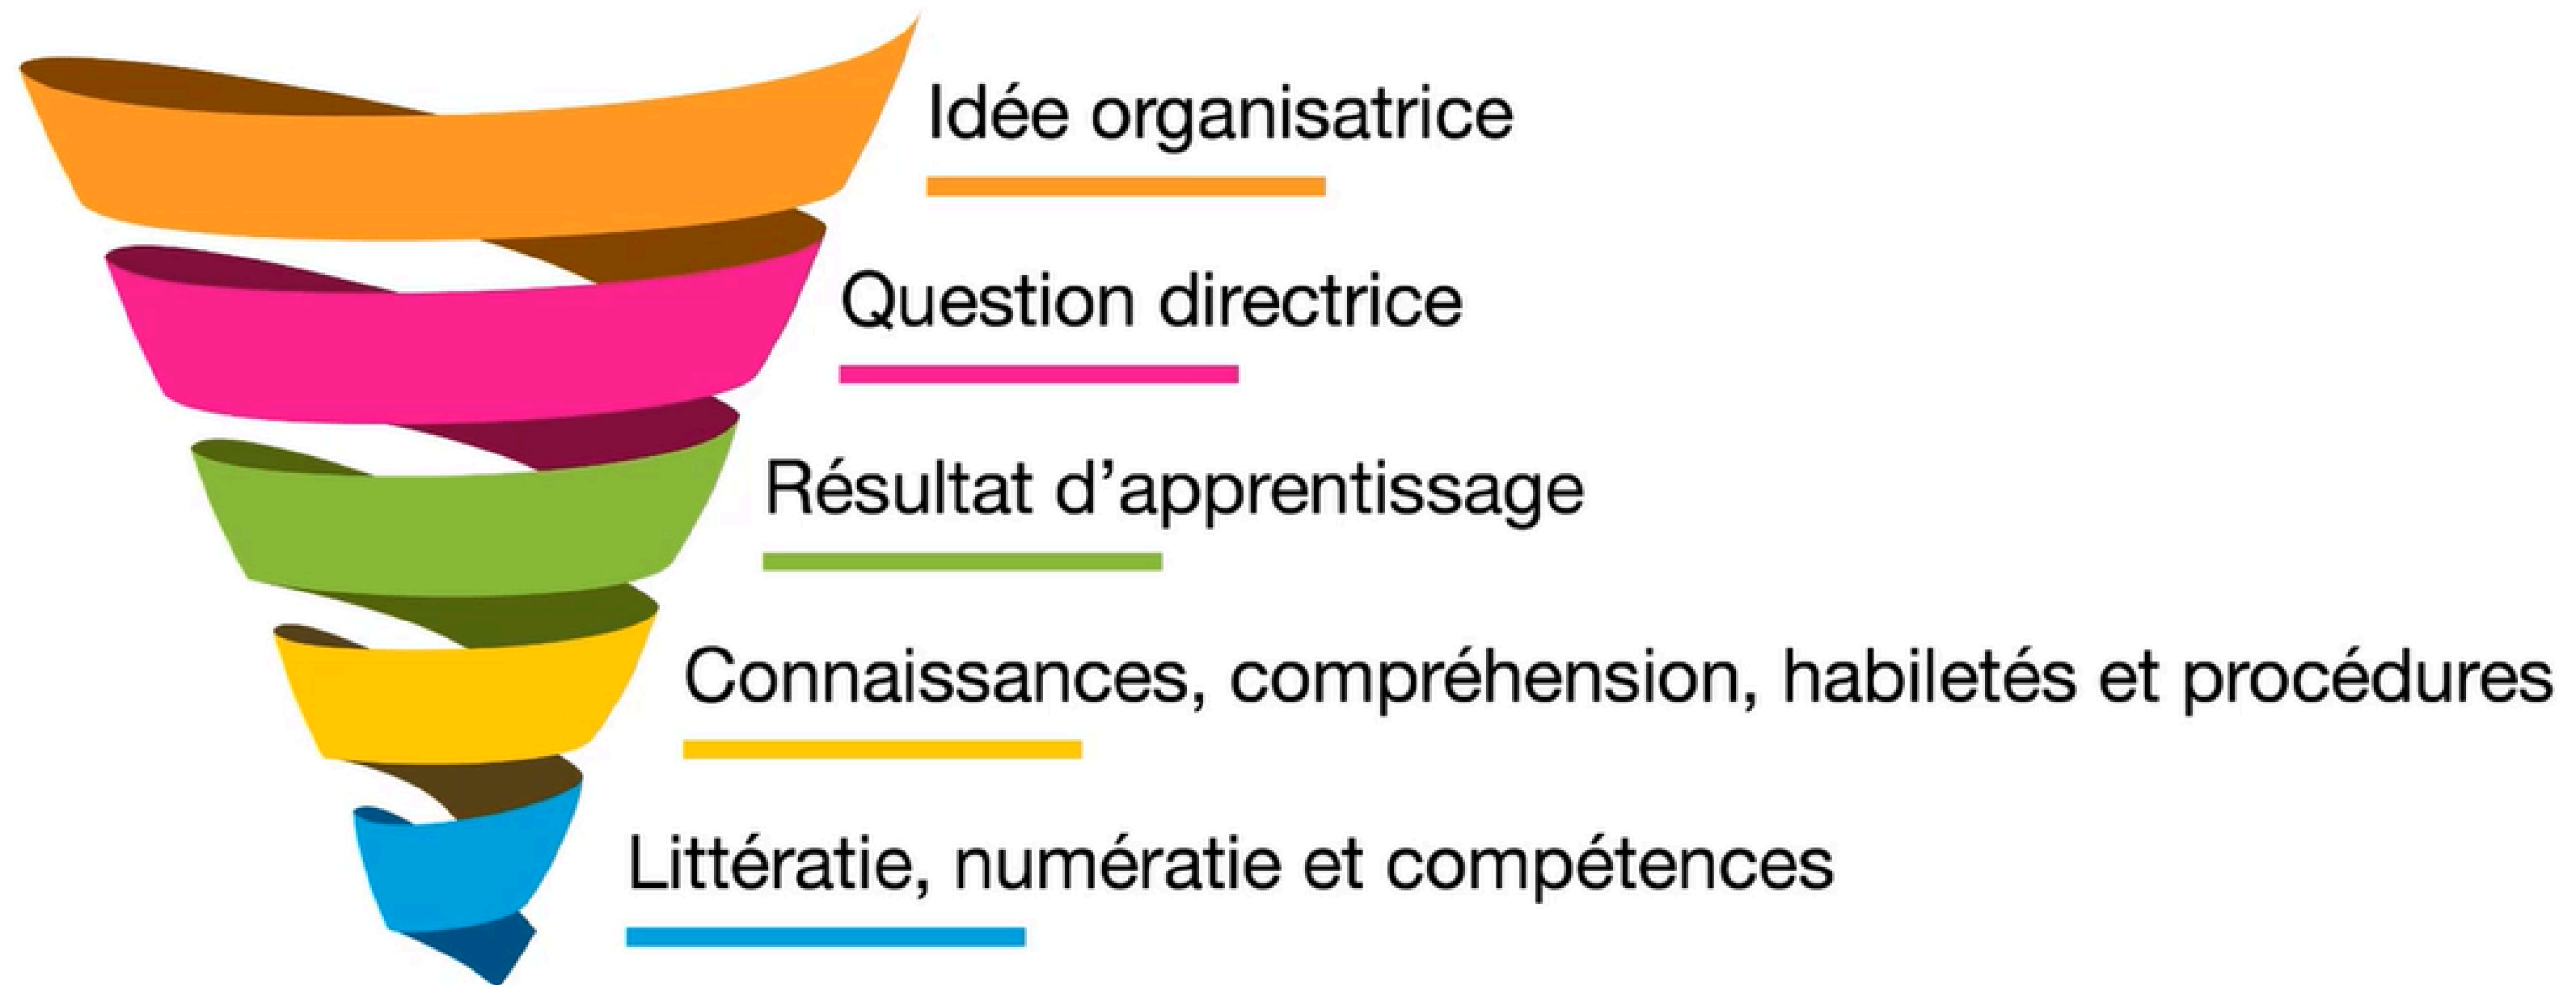 Idée organisatrice
Question directrice
Résultat d’apprentissage
Connaissances, compréhension, habiletés et procédures
Littératie, numératie et compétences